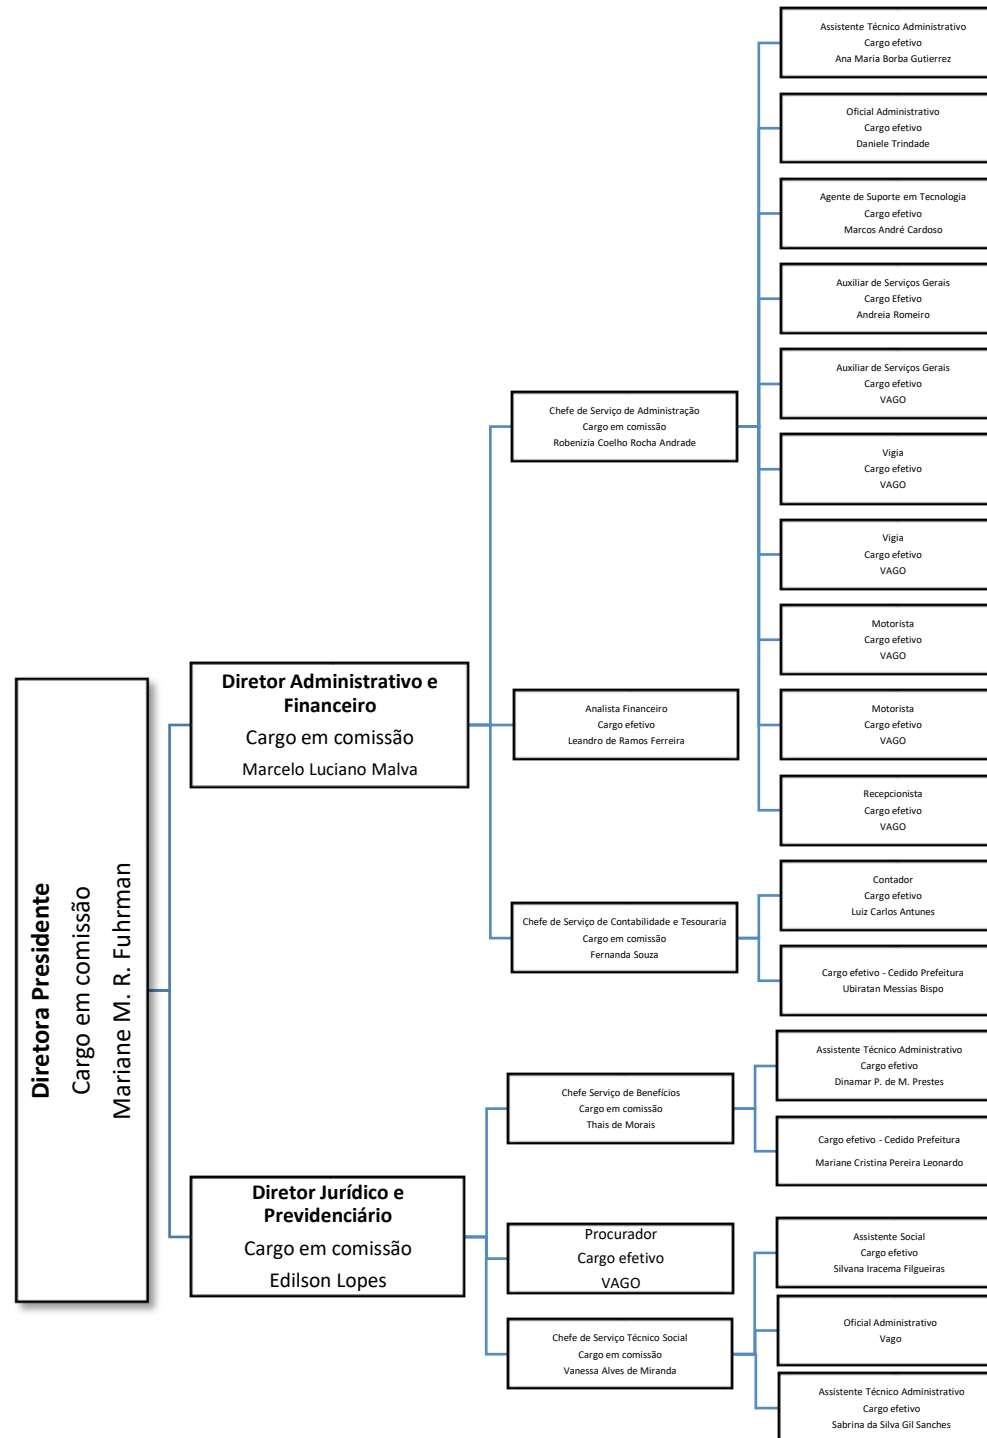 Diretora Presidente
Cargo em comissão
Mariane M. R. Fuhrman
Diretor Administrativo e
Financeiro
Cargo em comissão
Marcelo Luciano Malva
Chefe de Serviço de Administração
Cargo em comissão
Robenizia Coelho Rocha Andrade
Assistente Técnico Administrativo
Cargo efetivo
Ana Maria Borba Gutierrez
Oficial Administrativo
Cargo efetivo
Daniele Trindade
Agente de Suporte em Tecnologia
Cargo efetivo
Marcos André Cardoso
Auxiliar de Serviços Gerais
Cargo Efetivo
Andreia Romeiro
Auxiliar de Serviços Gerais
Cargo efetivo
VAGO
Vigia
Cargo efetivo
VAGO
Vigia
Cargo efetivo
VAGO
Motorista
Cargo efetivo
VAGO
Motorista
Cargo efetivo
VAGO
Recepcionista
Cargo efetivo
VAGO
Analista Financeiro
Cargo efetivo
Leandro de Ramos Ferreira
Chefe de Serviço de Contabilidade e Tesouraria
Cargo em comissão
Fernanda Souza
Contador
Cargo efetivo
Luiz Carlos Antunes
Cargo efetivo - Cedido Prefeitura
Ubiratan Messias Bispo
Diretor Jurídico e
Previdenciário
Cargo em comissão
Edilson Lopes
Chefe Serviço de Benefícios
Cargo em comissão
Thais de Morais
Assistente Técnico Administrativo
Cargo efetivo
Dinamar P. de M. Prestes
Cargo efetivo - Cedido Prefeitura
Mariane Cristina Pereira Leonardo
Procurador
Cargo efetivo
VAGO
Chefe de Serviço Técnico Social
Cargo em comissão
Vanessa Alves de Miranda
Assistente Social
Cargo efetivo
Silvana Iracema Filgueiras
Oficial Administrativo
Vago
Assistente Técnico Administrativo
Cargo efetivo
Sabrina da Silva Gil Sanches